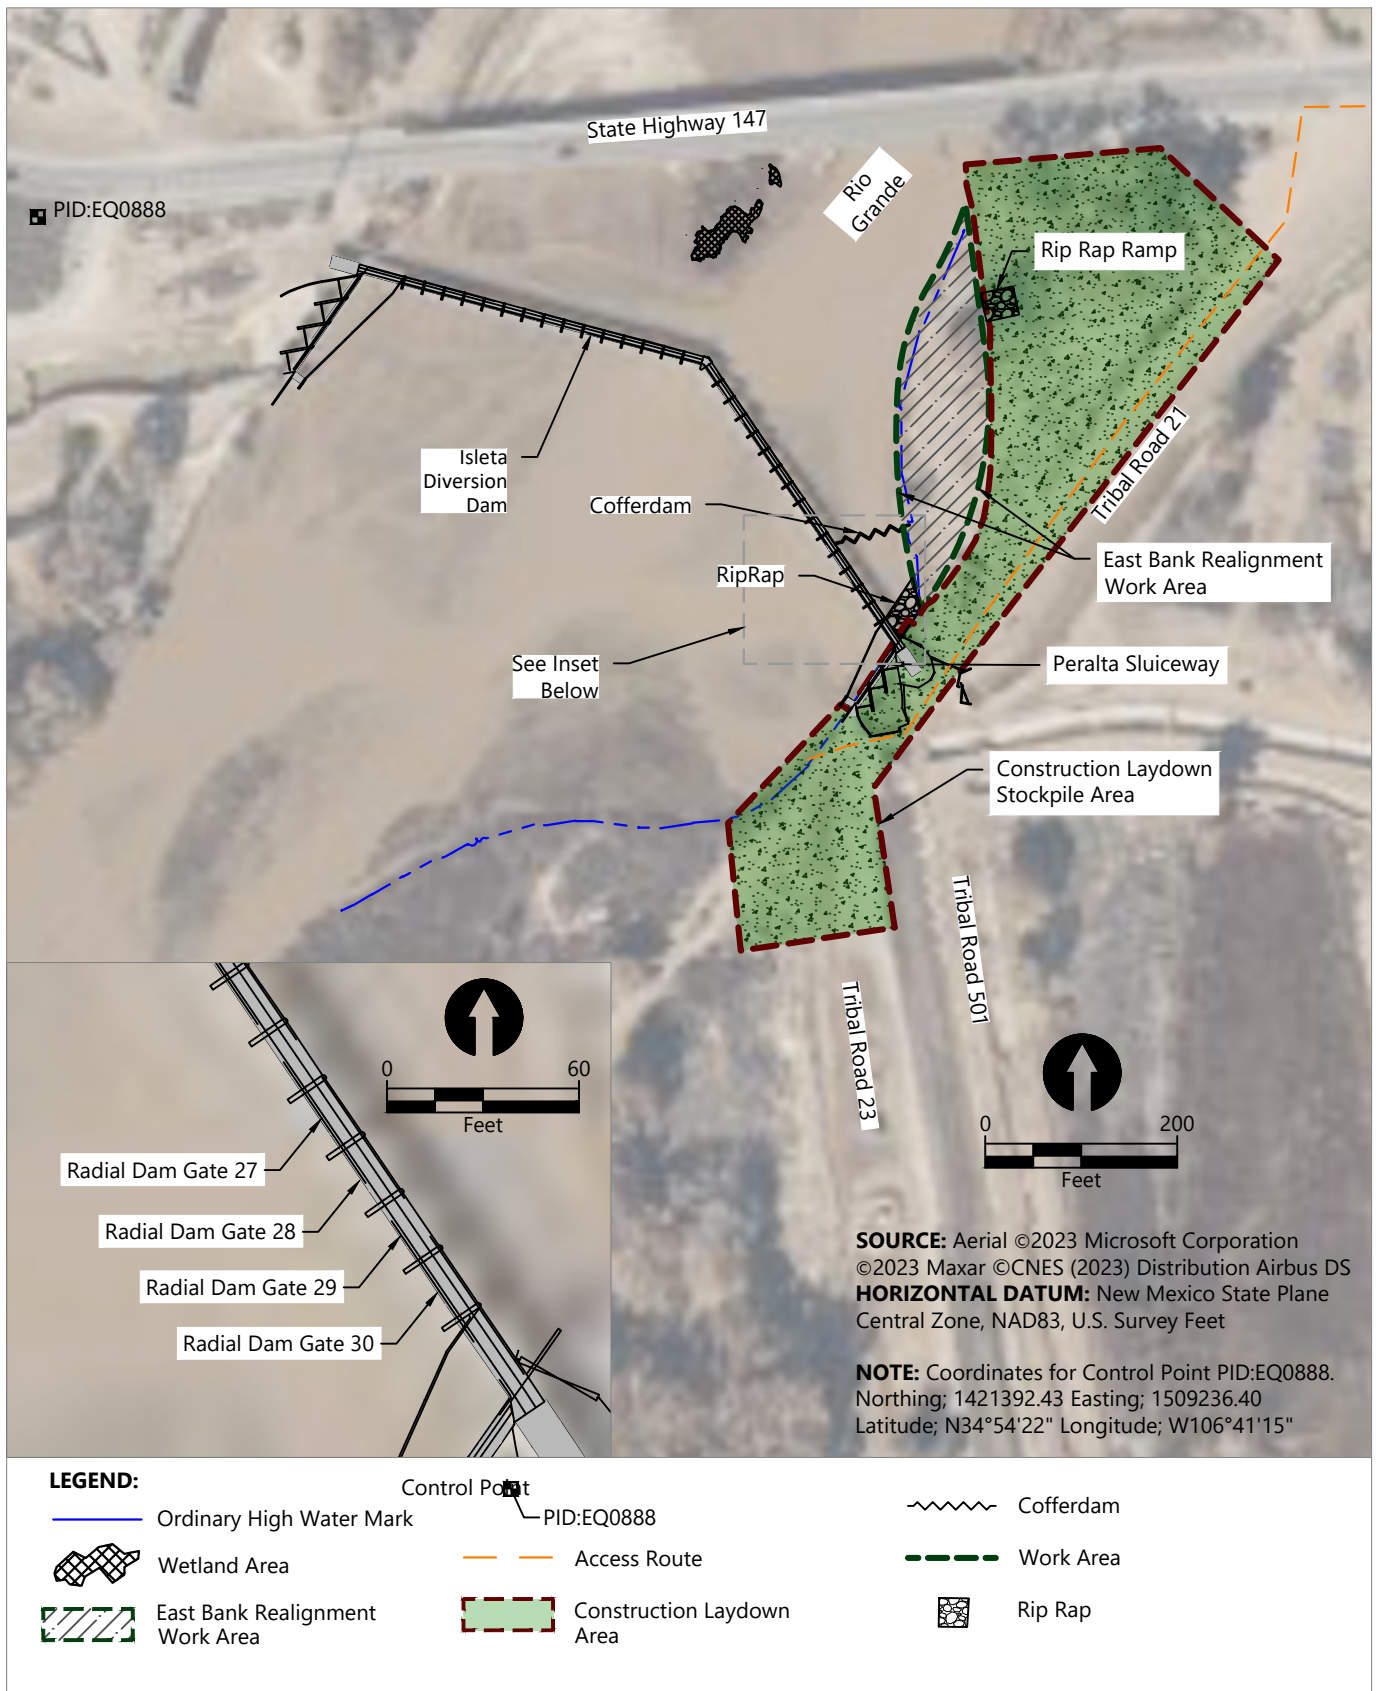 State Highway 147
PID:EQ0888
Rio
Grande
Rip Rap Ramp
Tribal Road 21
Isleta
Diversion
Dam
Cofferdam
RipRap
East Bank Realignment
Work Area
See Inset
Below
Peralta Sluiceway
Construction Laydown
Stockpile Area
Tribal Road 501
Tribal Road 23
0 60
Feet
0 200
Feet
Radial Dam Gate 27
Radial Dam Gate 28
Radial Dam Gate 29
Radial Dam Gate 30
SOURCE: Aerial ©2023 Microsoft Corporation
©2023 Maxar ©CNES (2023) Distribution Airbus DS
HORIZONTAL DATUM: New Mexico State Plane
Central Zone, NAD83, U.S. Survey Feet
NOTE: Coordinates for Control Point PID:EQ0888.
Northing; 1421392.43 Easting; 1509236.40
Latitude; N34°54'22" Longitude; W106°41'15"
LEGEND:
Ordinary High Water Mark
Wetland Area
East Bank Realignment
Work Area
Control Point
PID:EQ0888
Access Route
Construction Laydown
Area
Cofferdam
Work Area
Rip Rap